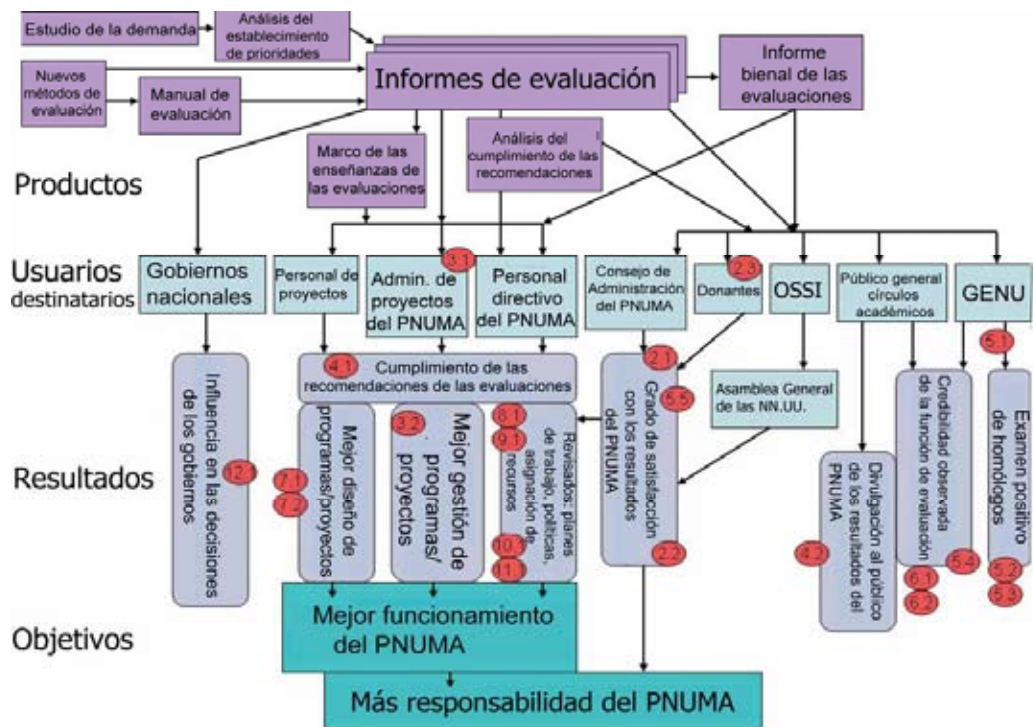 Estudio de la demanda
Análisis del
establecimiento
de prioridades
Nuevos
métodos de
evaluación
Manual de
evaluación
Informes de evaluación
Informe
bienal de las
evaluaciones
Marco de las
enseñanzas de
las evaluaciones
Análisis del
cumplimiento de las
recomendaciones
Productos
Usuarios
destinatarios
Gobiernos
nacionales
Personal de
proyectos
3.1
Admin. de
proyectos
del PNUMA
Personal
directivo del
PNUMA
Consejo de
Administración
del PNUMA
2.3
Donantes
OSSI
Público general
círculos
académicos
GENU
5.1
4.1
Cumplimiento de las
recomendaciones de las evaluaciones
2.1
5.5
Asamblea General
de las NN.UU.
Resultados
Influencia en las decisiones
de los gobiernos
12.1
Mejor diseño de
programas/proyectos
7.1
7.2
3.2
Mejor gestión de
programas/
proyectos
8.1
9.1
Revisados: planes
de trabajo, políticas,
asignación de
recursos
10.1
11.1
Grado de satisfacción
con los resultados
del PNUMA
2.2
Divulgación al público
de los resultados del
PNUMA
4.2
Credibilidad observada
de la función de evaluación
6.1
6.2
5.4
Examen positivo
de homólogos
5.2
5.3
Objetivos
Mejor funcionamiento
del PNUMA
Más responsabilidad del PNUMA